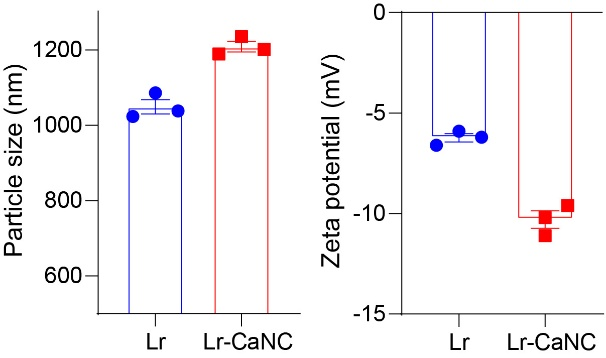 Particle size (nm)
1200
1000
800
600
Lr
Lr-CaNC
Zeta potential (mV)
0
-5
-10
-15
Lr
Lr-CaNC